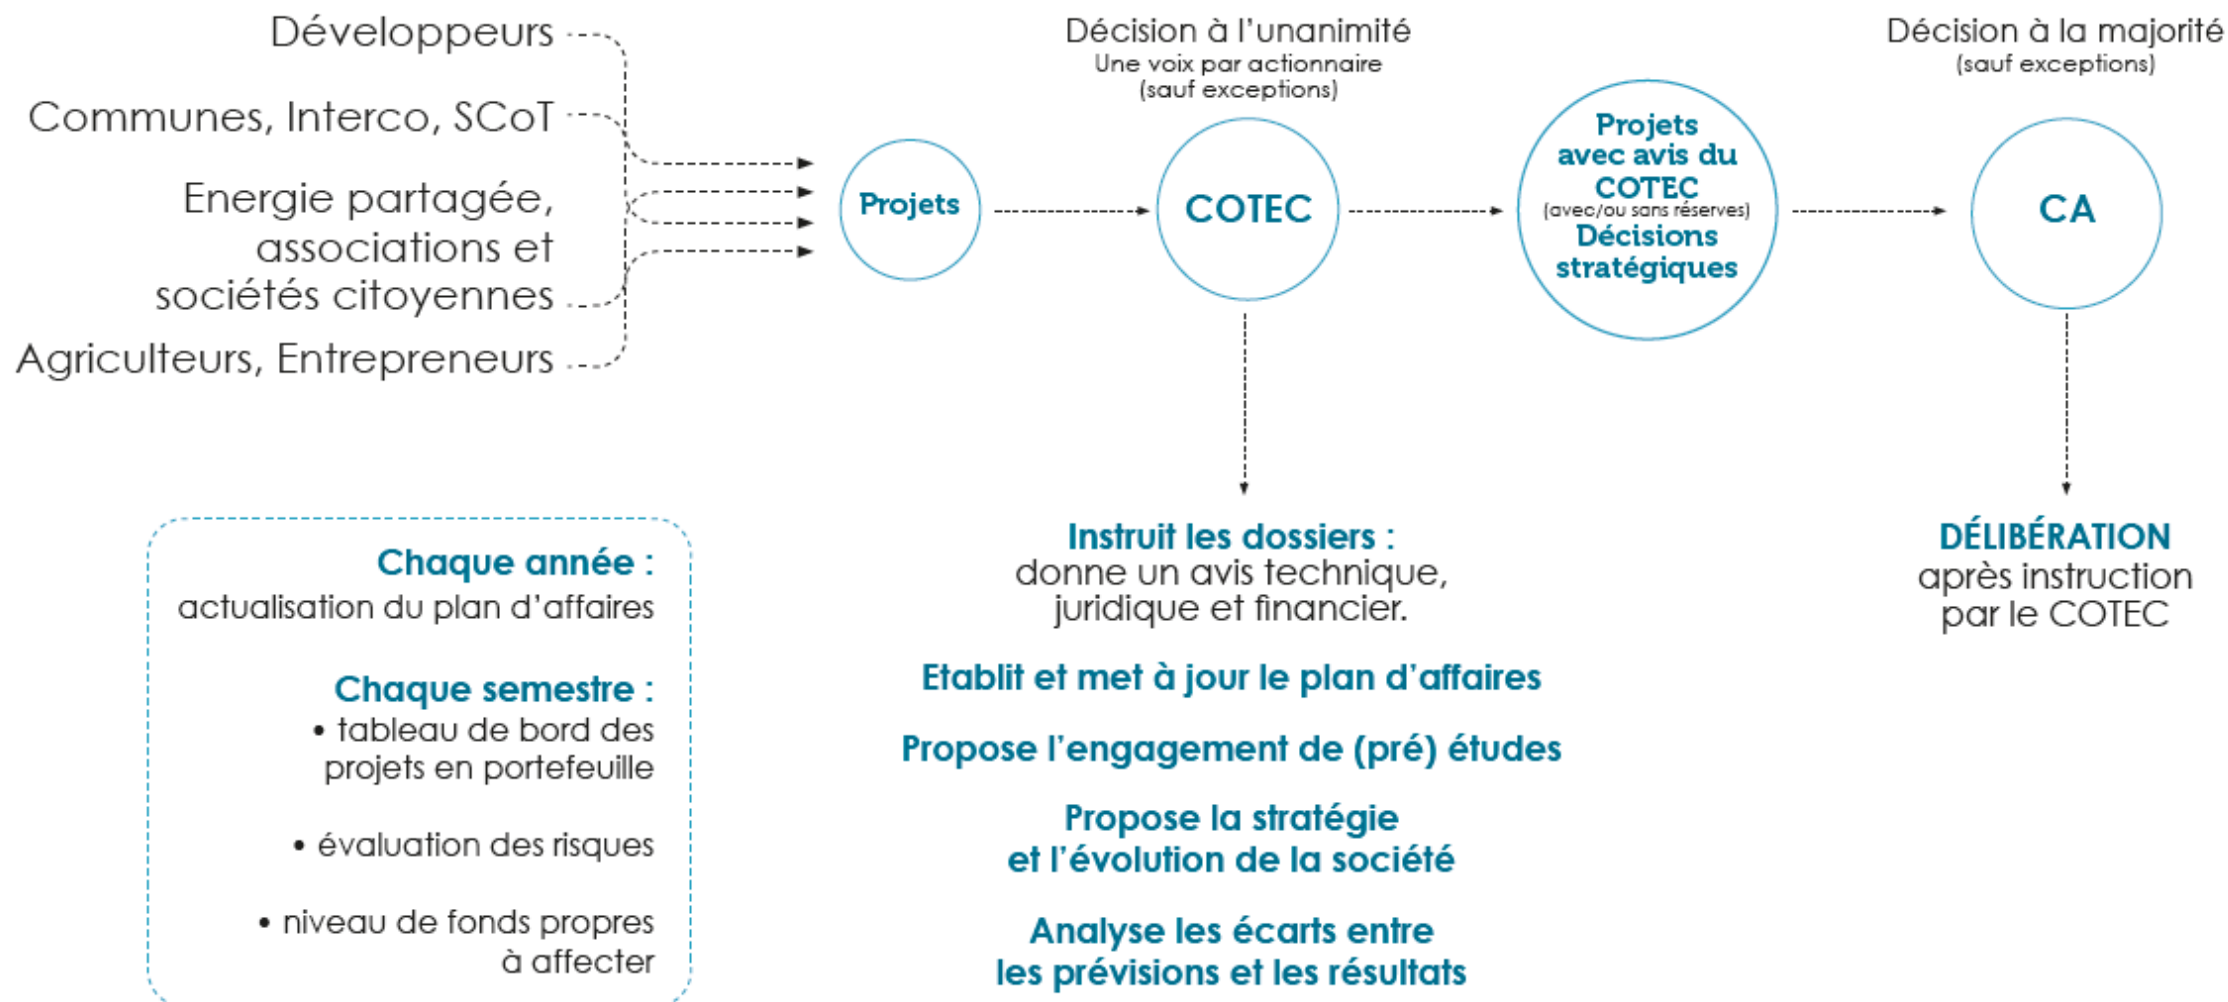 Développeurs
Communes, Interco, SCoT
Energie partagée,
associations et
sociétés citoyennes
Agriculteurs, Entrepreneurs
Projets
Décision à l’unanimité
Une voix par actionnaire
(sauf exceptions)
COTEC
Projets
avec avis du
COTEC
(avec/ou sans réserves)
Décisions
stratégiques
Décision à la majorité
(sauf exceptions)
CA
Chaque année :
actualisation du plan d’affaires
Chaque semestre :
• tableau de bord des
projets en portefeuille
• évaluation des risques
• niveau de fonds propres
à affecter
Instruit les dossiers :
donne un avis technique,
juridique et financier.
Etablit et met à jour le plan d’affaires
Propose l’engagement de (pré) études
Propose la stratégie
et l’évolution de la société
Analyse les écarts entre
les prévisions et les résultats
DÉLIBÉRATION
après instruction
par le COTEC